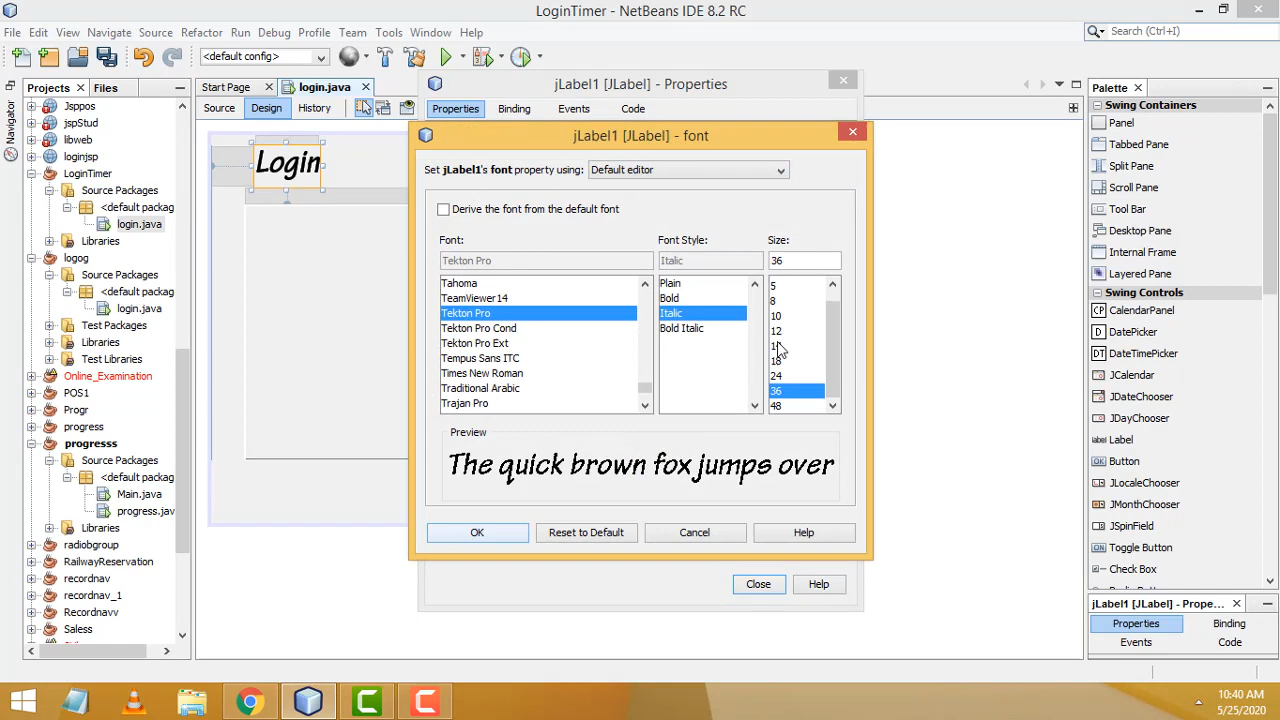 LoginTimer - NetBeans IDE 8.2 RC
File Edit View Navigate Source Refactor Run Debug Profile Team Tools Window Help
Search (Ctrl+I)
<default config>
Projects Files
Navigator
Jsppos
jspStud
libweb
loginjsp
LoginTimer
Source Packages
<default packag
login.java
Libraries
logog
Source Packages
<default packag
login.java
Test Packages
Libraries
Test Libraries
Online_Examination
POS1
Progr
progress
progresss
Source Packages
<default packag
Main.java
progress.jav
Libraries
radiobgroup
RailwayReservation
recordnav
recordnav_1
Recordnavv
Saless
Start Page login.java
Source Design History
Login
jLabel1 [JLabel] - Properties
Properties Binding Events Code
jLabel1 [JLabel] - font
Set jLabel1's font property using: Default editor
Derive the font from the default font
Font: Font Style: Size:
Tekton Pro Italic 36
Tahoma Plain 5
TeamViewer14 Bold 8
Tekton Pro Italic 10
Tekton Pro Cond Bold Italic 12
Tekton Pro Ext
Tempus Sans ITC 18
Times New Roman 24
Traditional Arabic 36
Trajan Pro 48
Preview
The quick brown fox jumps over
OK Reset to Default Cancel Help
Close Help
Palette
Swing Containers
Panel
Tabbed Pane
Split Pane
Scroll Pane
Tool Bar
Desktop Pane
Internal Frame
Layered Pane
Swing Controls
CalendarPanel
DatePicker
DateTimePicker
JCalendar
JDateChooser
JDayChooser
Label
Button
JLocaleChooser
JMonthChooser
JSpinField
Toggle Button
Check Box
jLabel1 [JLabel] - Prope...
Properties Binding
Events Code
10:40 AM
5/25/2020